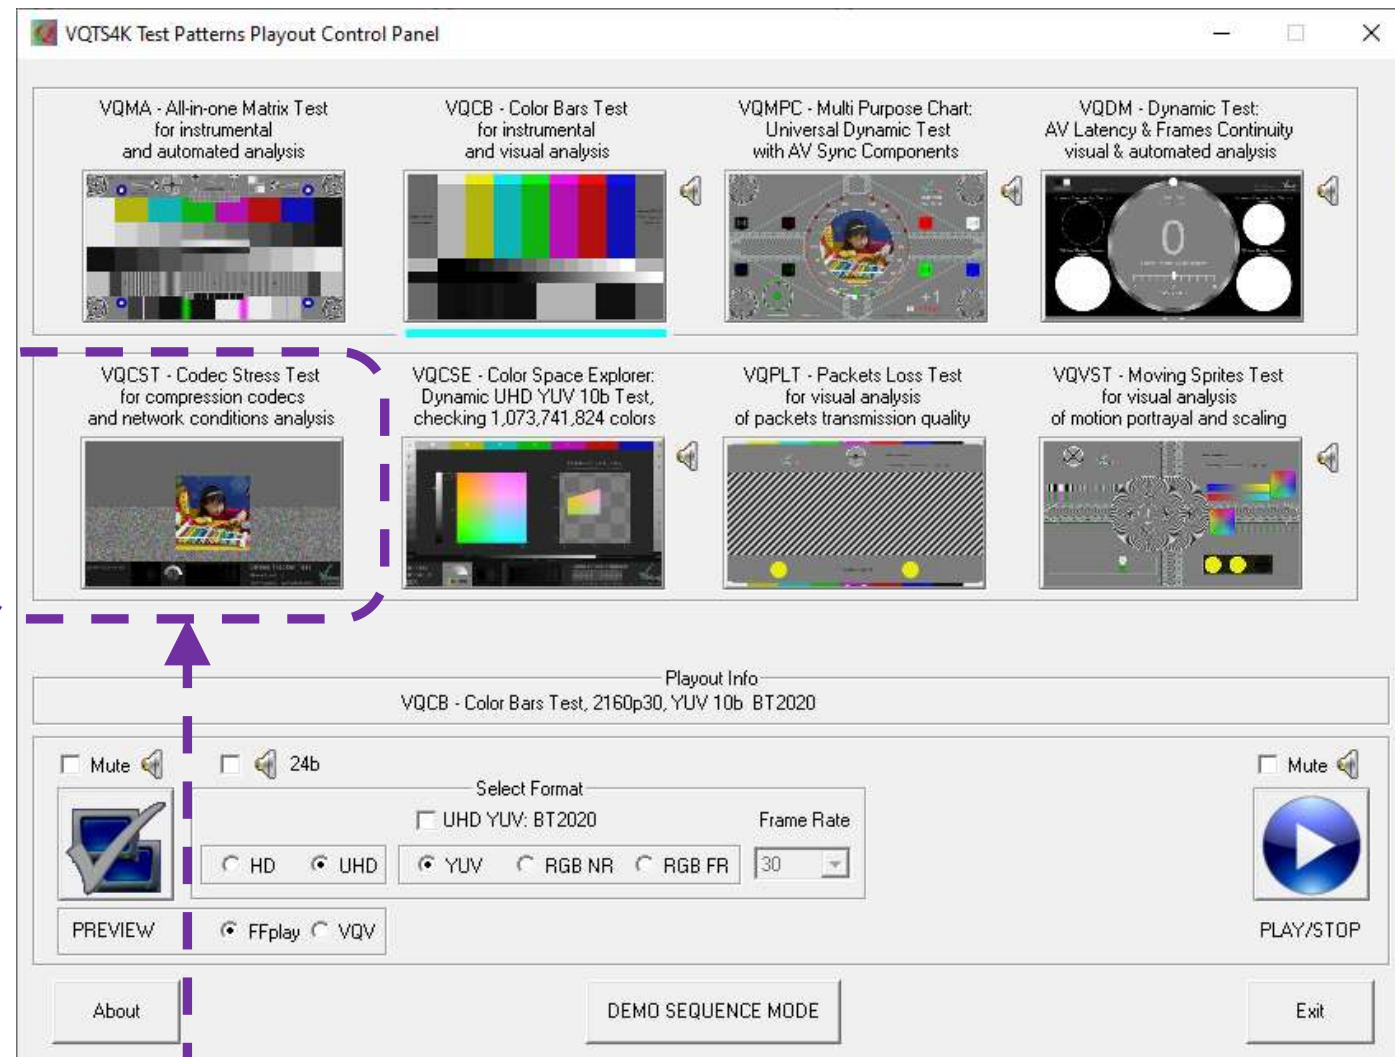 VQTS4K Test Patterns Playout Control Panel
VQMA - All-in-one Matrix Test
for instrumental
and automated analysis
VQCB - Color Bars Test
for instrumental
and visual analysis
VQMPC - Multi Purpose Chart:
Universal Dynamic Test
with AV Sync Components
VQDM - Dynamic Test:
AV Latency & Frames Continuity
visual & automated analysis
+1
0
VQCST - Codec Stress Test
for compression codecs
and network conditions analysis
VQCSE - Color Space Explorer:
Dynamic UHD YUV 10b Test,
checking 1,073,741,824 colors
VQPLT - Packets Loss Test
for visual analysis
of packets transmission quality
VQVST - Moving Sprites Test
for visual analysis
of motion portrayal and scaling
Playout Info
VQCB - Color Bars Test, 2160p30, YUV 10b BT2020
Mute
24b
Mute
Select Format
UHD YUV: BT2020
Frame Rate
HD
UHD
YUV
RGB NR
RGB FR
30
PREVIEW
FFplay
VQV
PLAY/STOP
About
DEMO SEQUENCE MODE
Exit